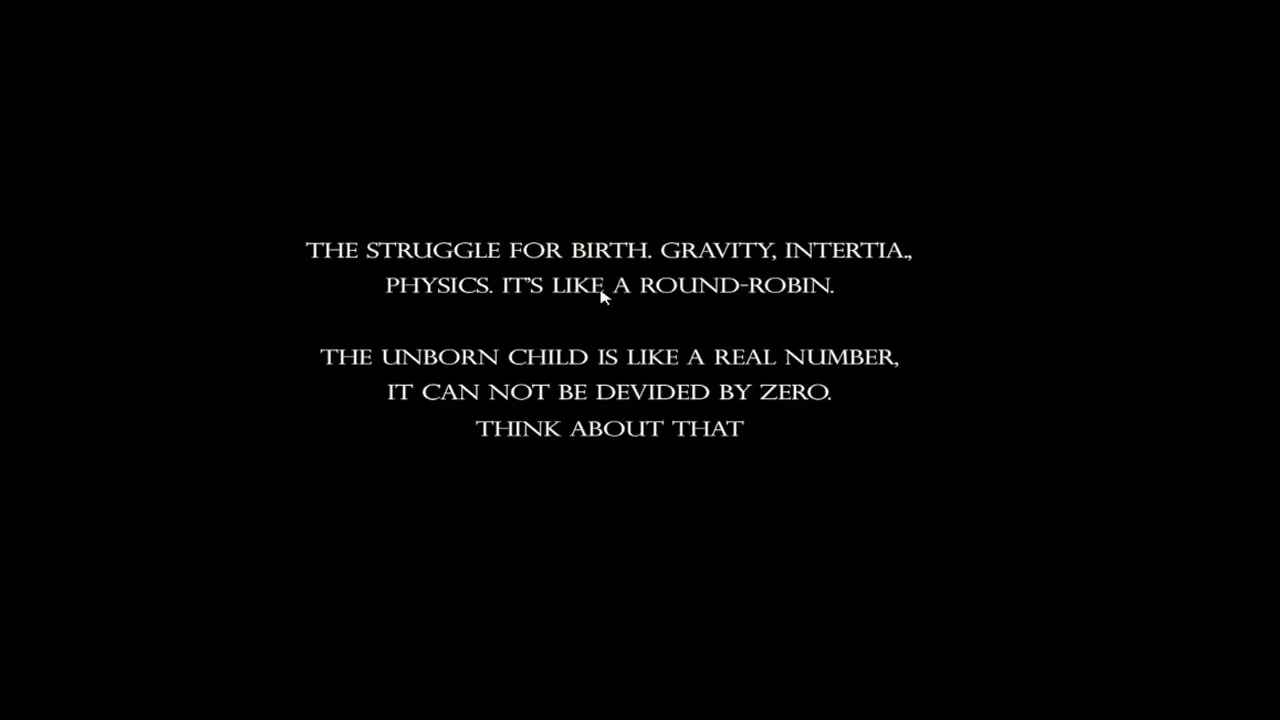 THE STRUGGLE FOR BIRTH. GRAVITY, INTERTIA.,
PHYSICS. IT'S LIKE A ROUND-ROBIN.
THE UNBORN CHILD IS LIKE A REAL NUMBER,
IT CAN NOT BE DEVIDED BY ZERO.
THINK ABOUT THAT